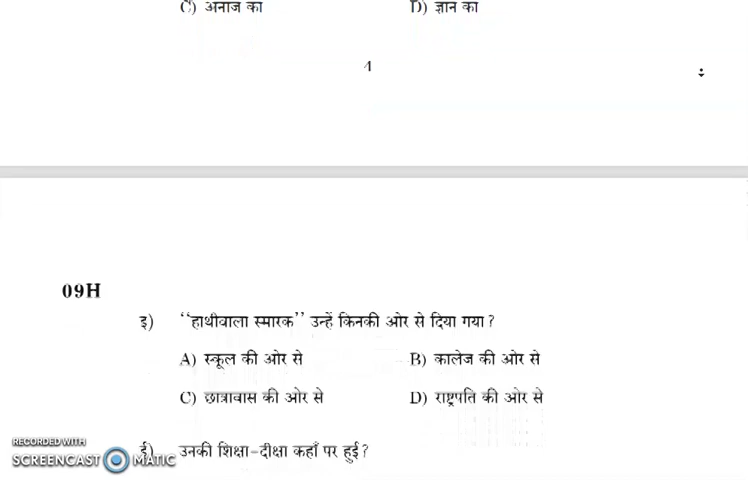 C) अनाज का D) ज्ञान का
4
09H
इ) ‘‘हाथीवाला स्मारक’’ उन्हें किनकी ओर से दिया गया ?
A) स्कूल की ओर से B) कालेज की ओर से
C) छात्रावास की ओर से D) राष्ट्रपति की ओर से
ई) उनकी शिक्षा-दीक्षा कहाँ पर हुई ?
RECORDED WITH
SCREENCAST MATIC